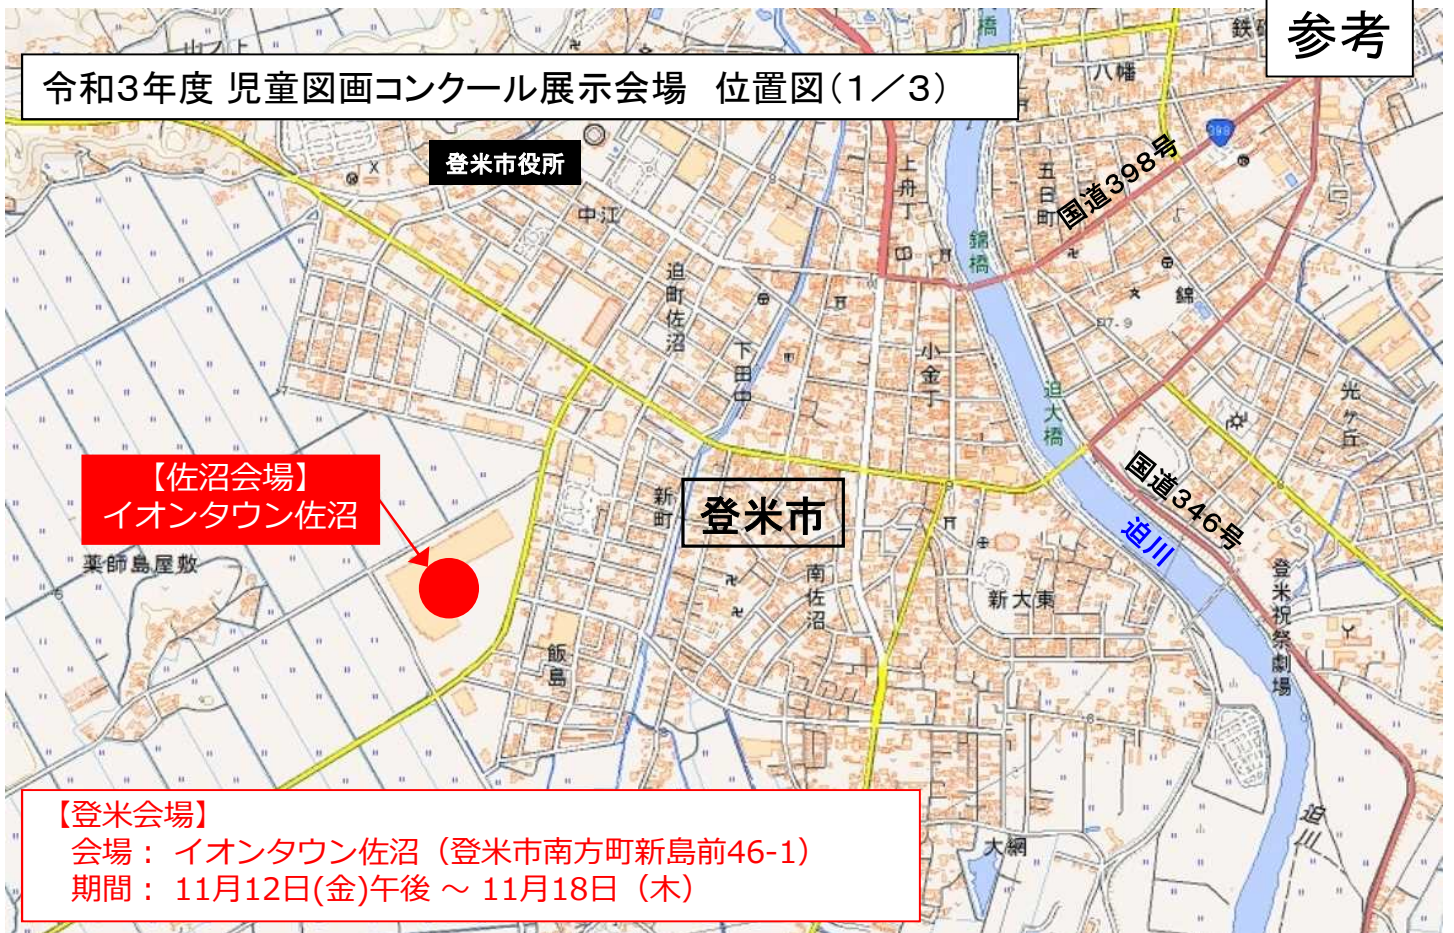 参考
令和3年度 児童図画コンクール展示会場 位置図(1/3)
山ノ上
橋
八幡
398
登米市役所
国道398号
上舟丁
五日町
中江
錦橋
迫町佐沼
錦
下田中
小金丁
迫大橋
光ケ丘
【佐沼会場】
イオンタウン佐沼
国道346号
新町
登米市
迫川
薬師島屋敷
南佐沼
新大東
登米祝祭劇場
飯島
迫川
大網
【登米会場】
会場： イオンタウン佐沼（登米市南方町新島前46-1）
期間： 11月12日(金)午後 ～ 11月18日（木）